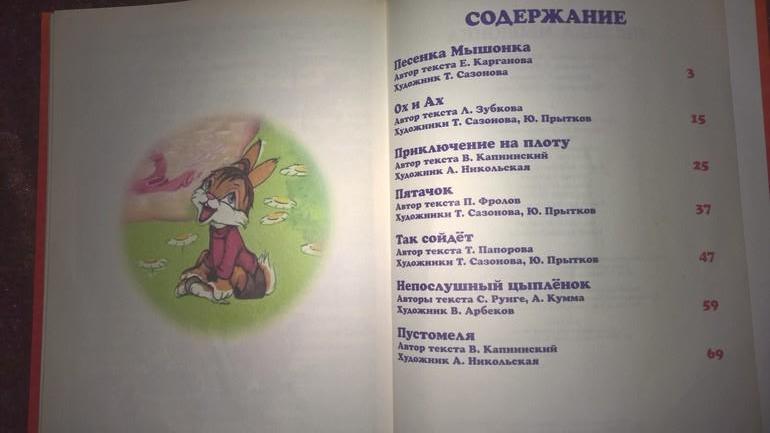 СОДЕРЖАНИЕ
Песенка Мышонка
Автор текста Е. Карганова
Художник Т. Сазонова
3
Ох и Ах
Автор текста Л. Зубкова
Художники Т. Сазонова, Ю. Прытков
15
Приключение на плоту
Автор текста В. Капнинский
Художник А. Никольская
25
Пятачок
Автор текста П. Фролов
Художники Т. Сазонова, Ю. Прытков
37
Так сойдёт
Автор текста Т. Папорова
Художники Т. Сазонова, Ю. Прытков
47
Непослушный цыплёнок
Авторы текста С. Рунге, А. Кумма
Художник В. Арбеков
59
Пустомеля
Автор текста В. Капнинский
Художник А. Никольская
69